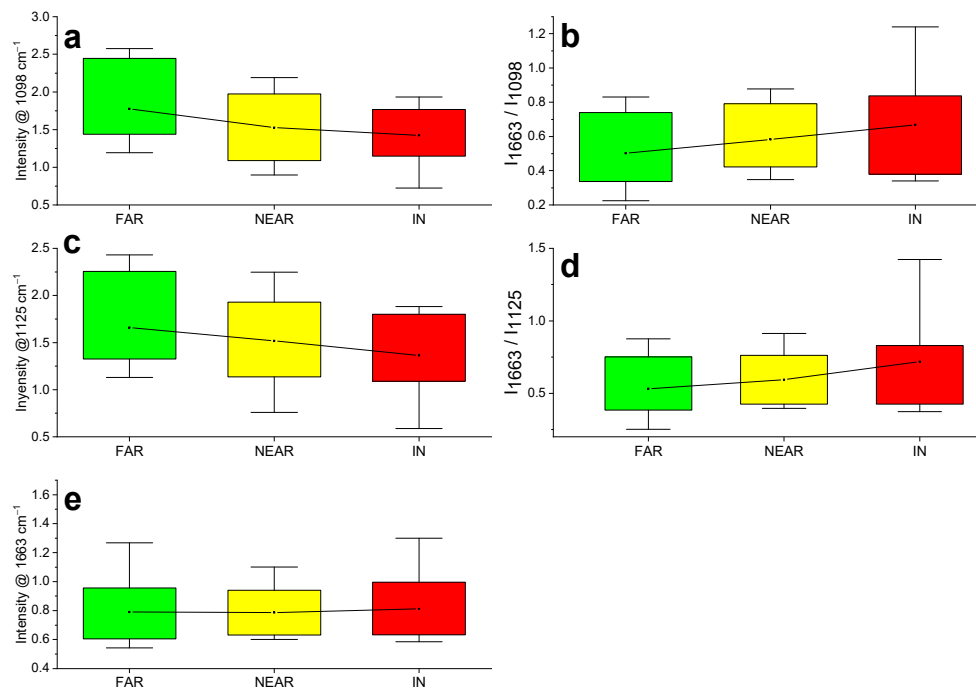 a
Intensity @ 1098 cm⁻¹
3.0
2.5
2.0
1.5
1.0
0.5
FAR NEAR IN
b
I1663 / I1098
1.2
1.0
0.8
0.6
0.4
0.2
FAR NEAR IN
c
Inyensity @1125 cm⁻¹
2.5
2.0
1.5
1.0
0.5
FAR NEAR IN
d
I1663 / I1125
1.5
1.0
0.5
FAR NEAR IN
e
Intensity @ 1663 cm⁻¹
1.6
1.4
1.2
1.0
0.8
0.6
0.4
FAR NEAR IN